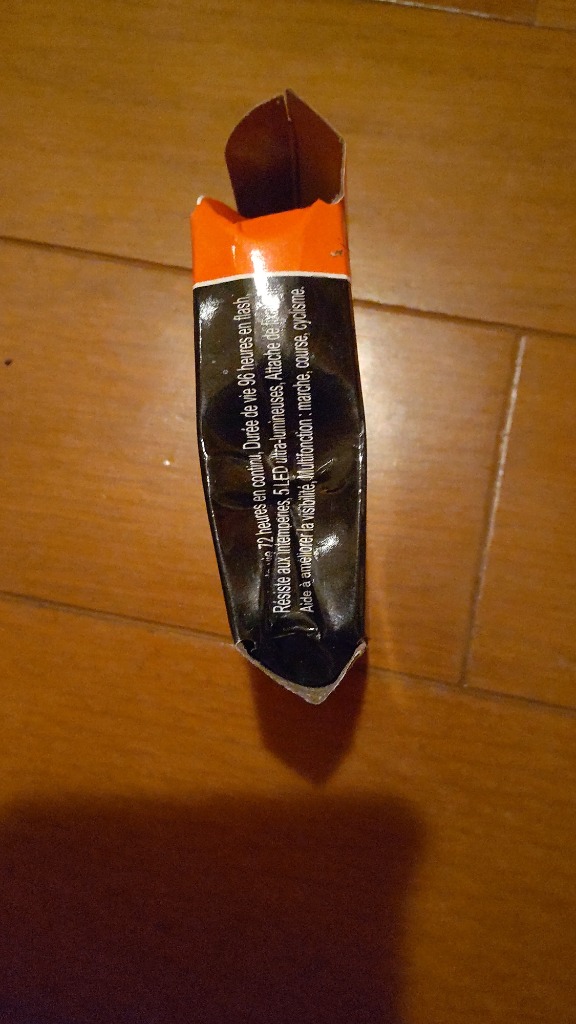 vie 72 heures en continu, Durée de vie 96 heures en flash,
Résiste aux intempéries, 5 LED ultra-lumineuses, Attache de
Aide à améliorer la visibilité, Multifonction : marche, course, cyclisme.